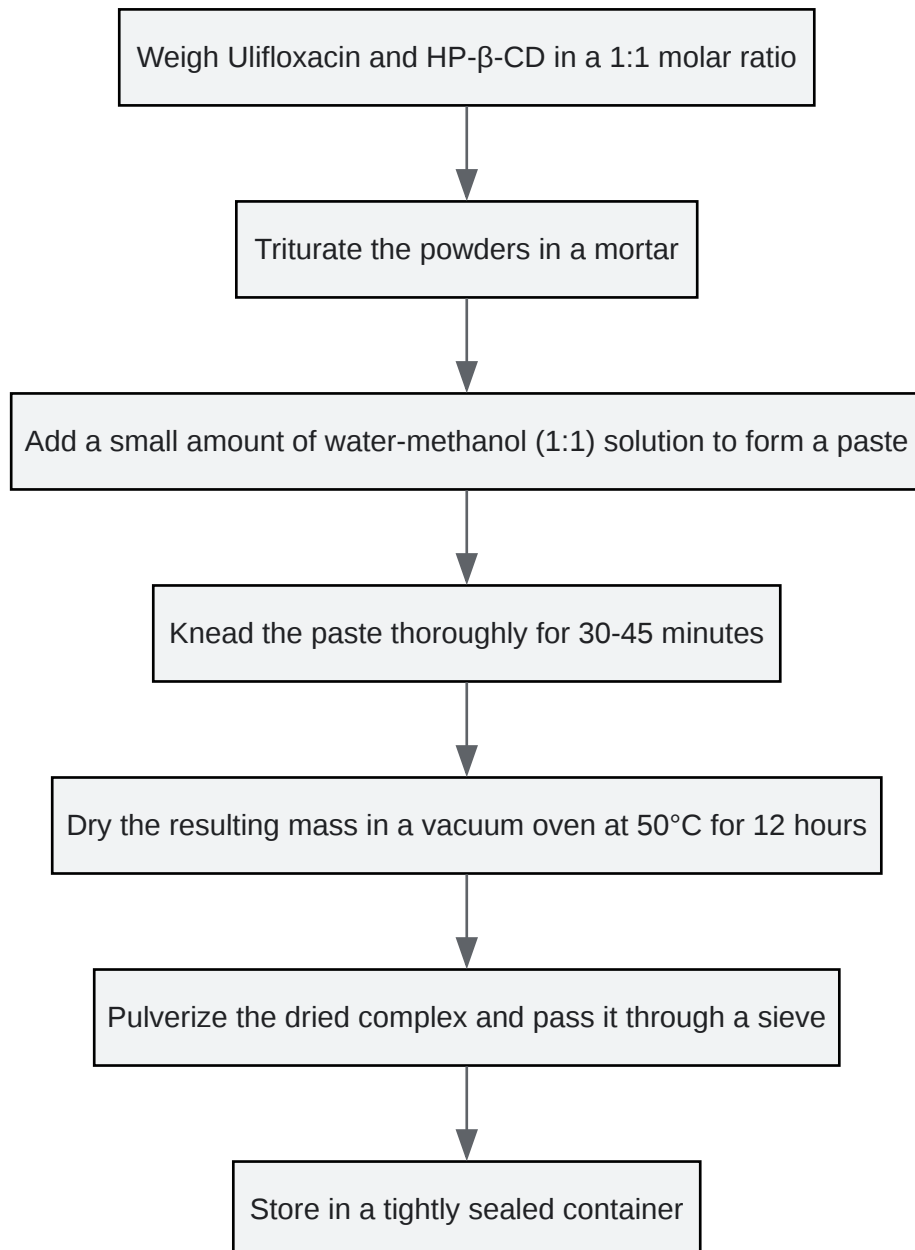 Weigh Ulifloxacin and HP-β-CD in a 1:1 molar ratio
Triturate the powders in a mortar
Add a small amount of water-methanol (1:1) solution to form a paste
Knead the paste thoroughly for 30-45 minutes
Dry the resulting mass in a vacuum oven at 50°C for 12 hours
Pulverize the dried complex and pass it through a sieve
Store in a tightly sealed container